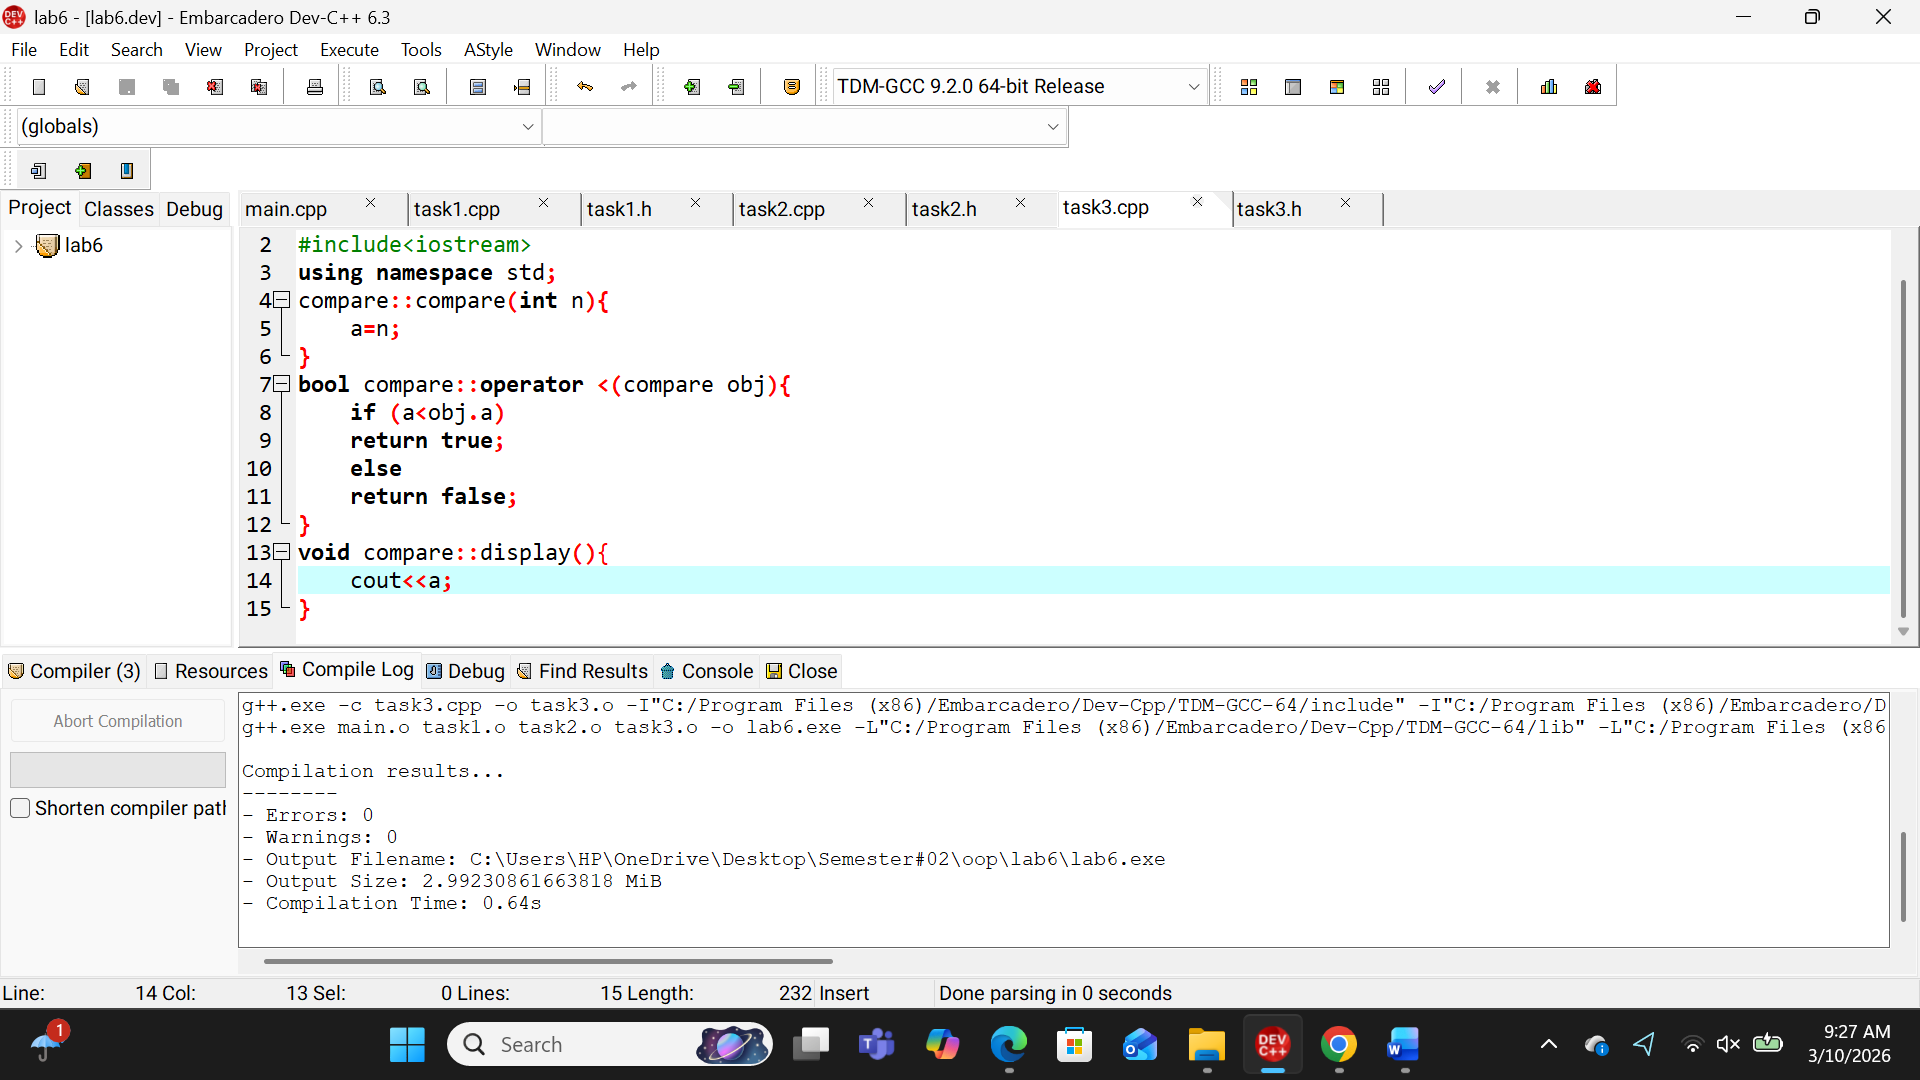 lab6 - [lab6.dev] - Embarcadero Dev-C++ 6.3
File Edit Search View Project Execute Tools AStyle Window Help
TDM-GCC 9.2.0 64-bit Release
(globals)
Project Classes Debug
main.cpp task1.cpp task1.h task2.cpp task2.h task3.cpp task3.h
lab6
2 #include<iostream>
3 using namespace std;
4 compare::compare(int n){
5 a=n;
6 }
7 bool compare::operator <(compare obj){
8 if (a<obj.a)
9 return true;
10 else
11 return false;
12 }
13 void compare::display(){
14 cout<<a;
15 }
Compiler (3) Resources Compile Log Debug Find Results Console Close
Abort Compilation
Shorten compiler path
g++.exe -c task3.cpp -o task3.o -I"C:/Program Files (x86)/Embarcadero/Dev-Cpp/TDM-GCC-64/include" -I"C:/Program Files (x86)/Embarcadero/D
g++.exe main.o task1.o task2.o task3.o -o lab6.exe -L"C:/Program Files (x86)/Embarcadero/Dev-Cpp/TDM-GCC-64/lib" -L"C:/Program Files (x86
Compilation results...
--------
- Errors: 0
- Warnings: 0
- Output Filename: C:\Users\HP\OneDrive\Desktop\Semester#02\oop\lab6\lab6.exe
- Output Size: 2.99230861663818 MiB
- Compilation Time: 0.64s
Line: 14 Col: 13 Sel: 0 Lines: 15 Length: 232 Insert Done parsing in 0 seconds
1
Search
DEV C++
9:27 AM
3/10/2026